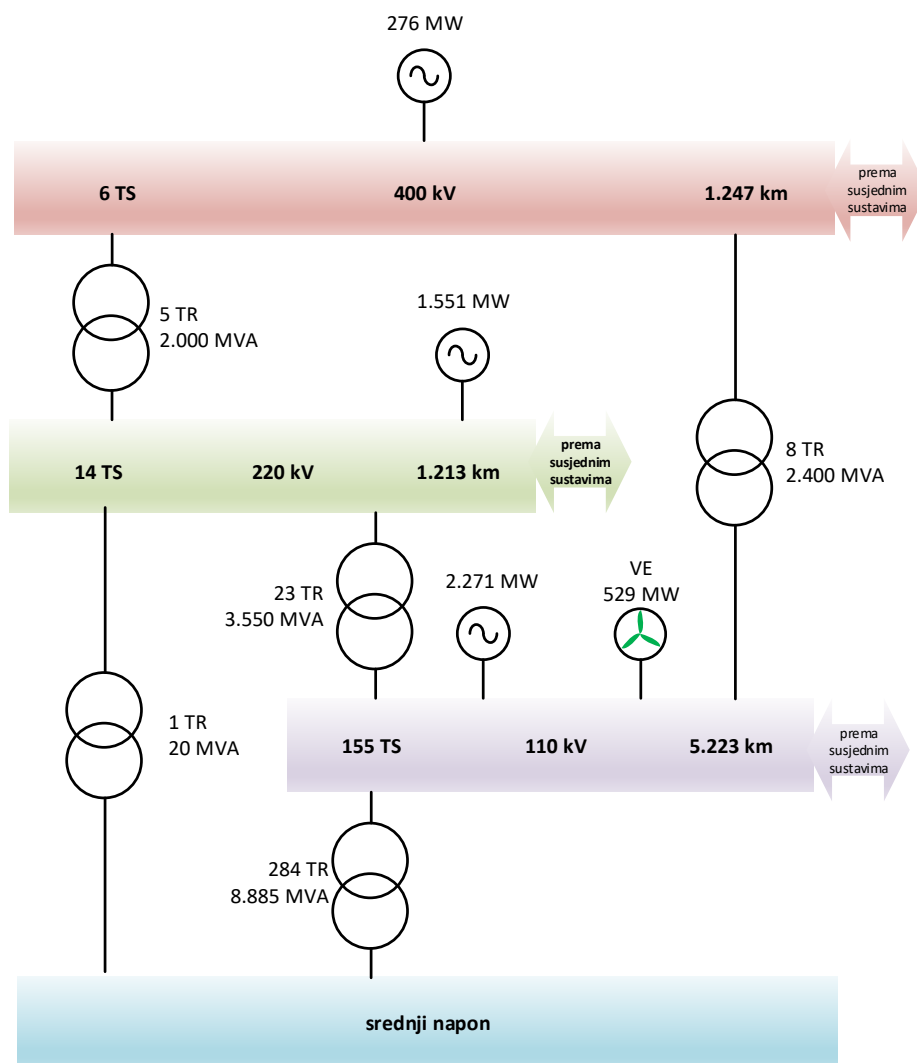 276 MW
6 TS
400 kV
1.247 km
prema
susjednim
sustavima
5 TR
2.000 MVA
1.551 MW
14 TS
220 kV
1.213 km
prema
susjednim
sustavima
8 TR
2.400 MVA
23 TR
3.550 MVA
2.271 MW
VE
529 MW
1 TR
20 MVA
155 TS
110 kV
5.223 km
prema
susjednim
sustavima
284 TR
8.885 MVA
srednji napon